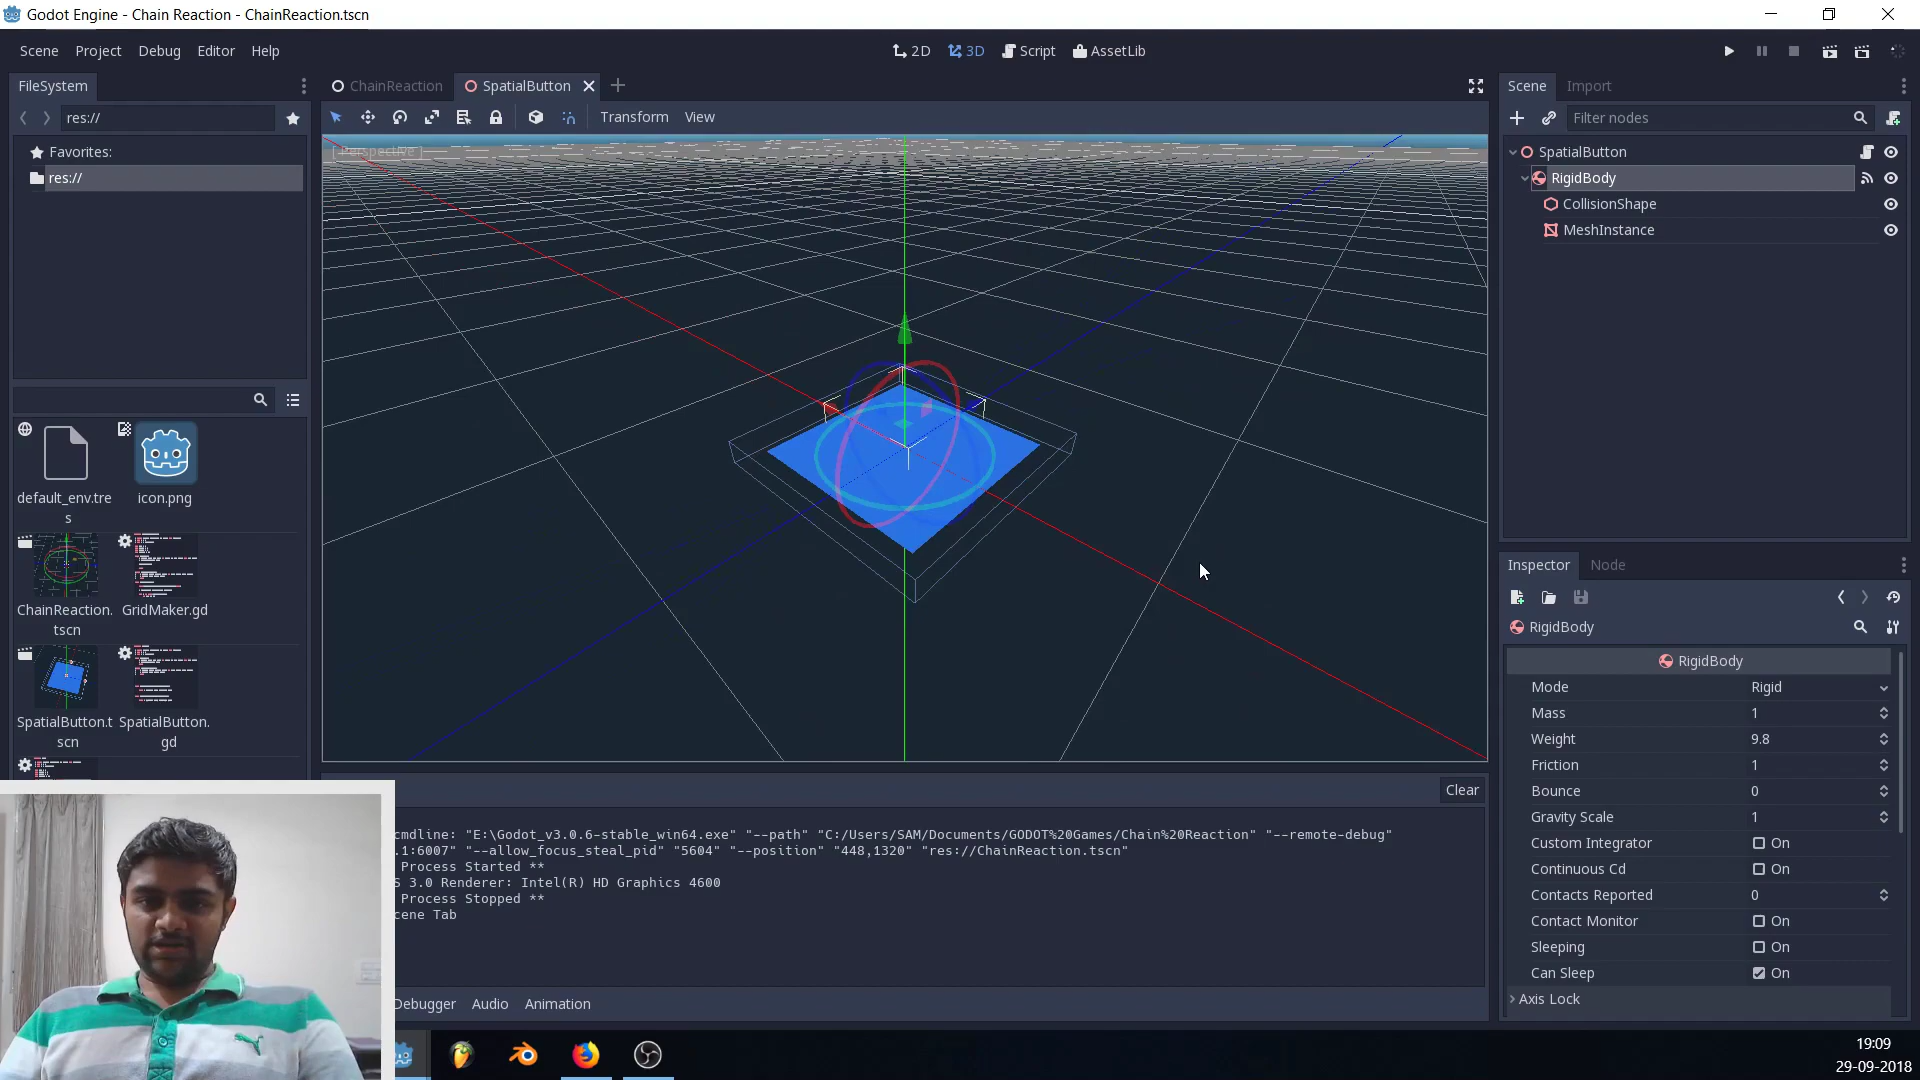 Godot Engine - Chain Reaction - ChainReaction.tscn
Scene Project Debug Editor Help
2D 3D Script AssetLib
FileSystem
ChainReaction SpatialButton
Scene Import
res://
Transform View
Filter nodes
Favorites:
res://
[ Perspective ]
SpatialButton
RigidBody
CollisionShape
MeshInstance
default_env.tre
s
icon.png
ChainReaction.
tscn
GridMaker.gd
SpatialButton.t
scn
SpatialButton.
gd
Inspector Node
RigidBody
RigidBody
Mode Rigid
Mass 1
Weight 9.8
Friction 1
Bounce 0
Gravity Scale 1
Custom Integrator On
Continuous Cd On
Contacts Reported 0
Contact Monitor On
Sleeping On
Can Sleep On
Axis Lock
Clear
cmdline: "E:\Godot_v3.0.6-stable_win64.exe" "--path" "C:/Users/SAM/Documents/GODOT%20Games/Chain%20Reaction" "--remote-debug"
.1:6007" "--allow_focus_steal_pid" "5604" "--position" "448,1320" "res://ChainReaction.tscn"
Process Started **
S 3.0 Renderer: Intel(R) HD Graphics 4600
Process Stopped **
cene Tab
Debugger Audio Animation
19:09
29-09-2018